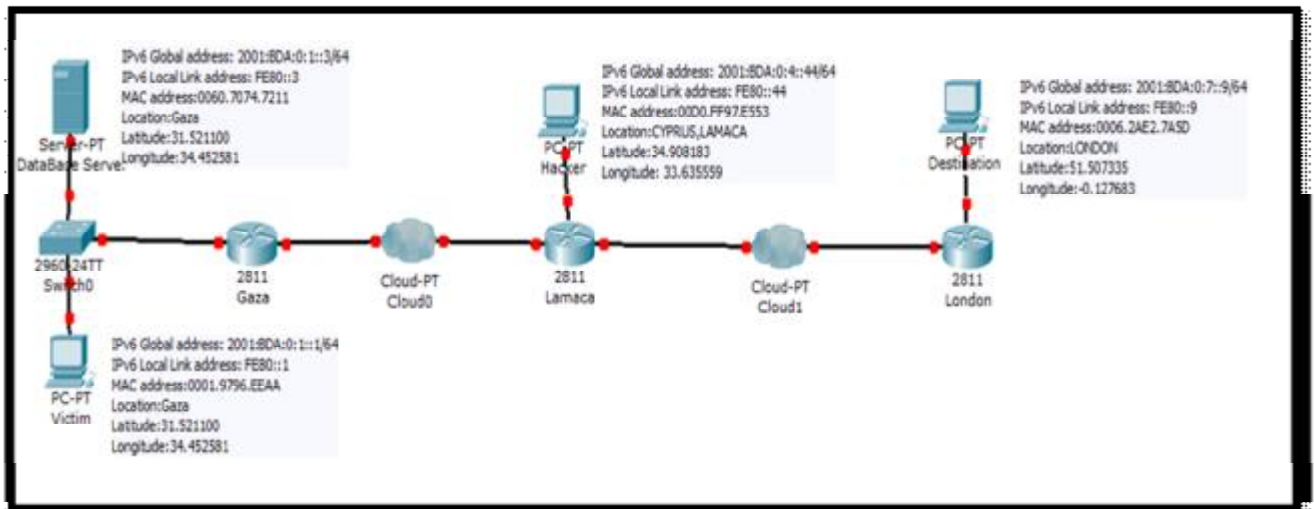 IPv6 Global address: 2001:BDA:0:1::3/64
IPv6 Local Link address: FE80::3
MAC address:0060.7074.7211
Location:Gaza
Latitude:31.521100
Longitude:34.452581
Server-PT
DataBase Server
IPv6 Global address: 2001:BDA:0:4::44/64
IPv6 Local Link address: FE80::44
MAC address:00D0.FF97.E553
Location:CYPRUS,LAMACA
Latitude:34.908183
Longitude: 33.635559
PC-PT
Hacker
IPv6 Global address: 2001:BDA:0:7::9/64
IPv6 Local Link address: FE80::9
MAC address:0006.2AE2.7A5D
Location:LONDON
Latitude:51.507335
Longitude:-0.127683
PC-PT
Destination
2960-24TT
Switch0
2811
Gaza
Cloud-PT
Cloud0
2811
Lamaca
Cloud-PT
Cloud1
2811
London
IPv6 Global address: 2001:BDA:0:1::1/64
IPv6 Local Link address: FE80::1
MAC address:0001.9796.EEAA
Location:Gaza
Latitude:31.521100
Longitude:34.452581
PC-PT
Victim